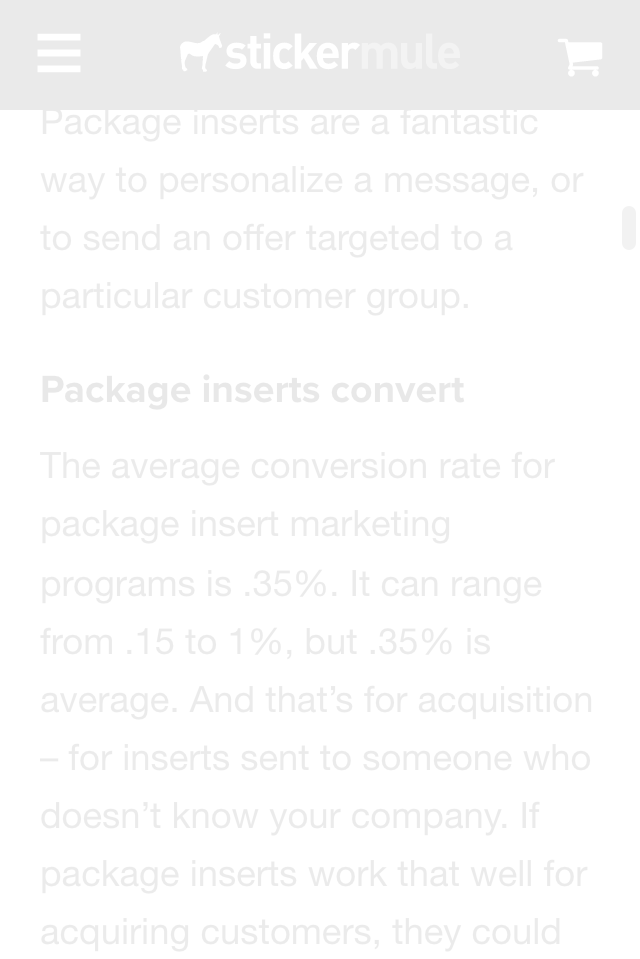 stickermule
Package inserts are a fantastic
way to personalize a message, or
to send an offer targeted to a
particular customer group.
Package inserts convert
The average conversion rate for
package insert marketing
programs is .35%. It can range
from .15 to 1%, but .35% is
average. And that’s for acquisition
– for inserts sent to someone who
doesn’t know your company. If
package inserts work that well for
acquiring customers, they could